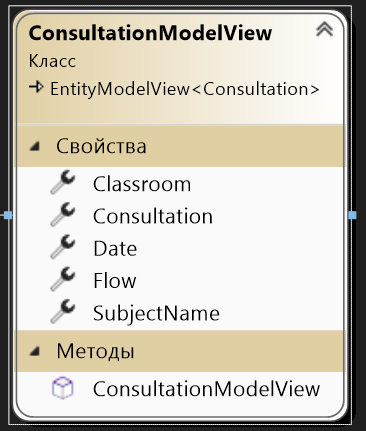 ConsultationModelView
Класс
EntityModelView<Consultation>
Свойства
Classroom
Consultation
Date
Flow
SubjectName
Методы
ConsultationModelView